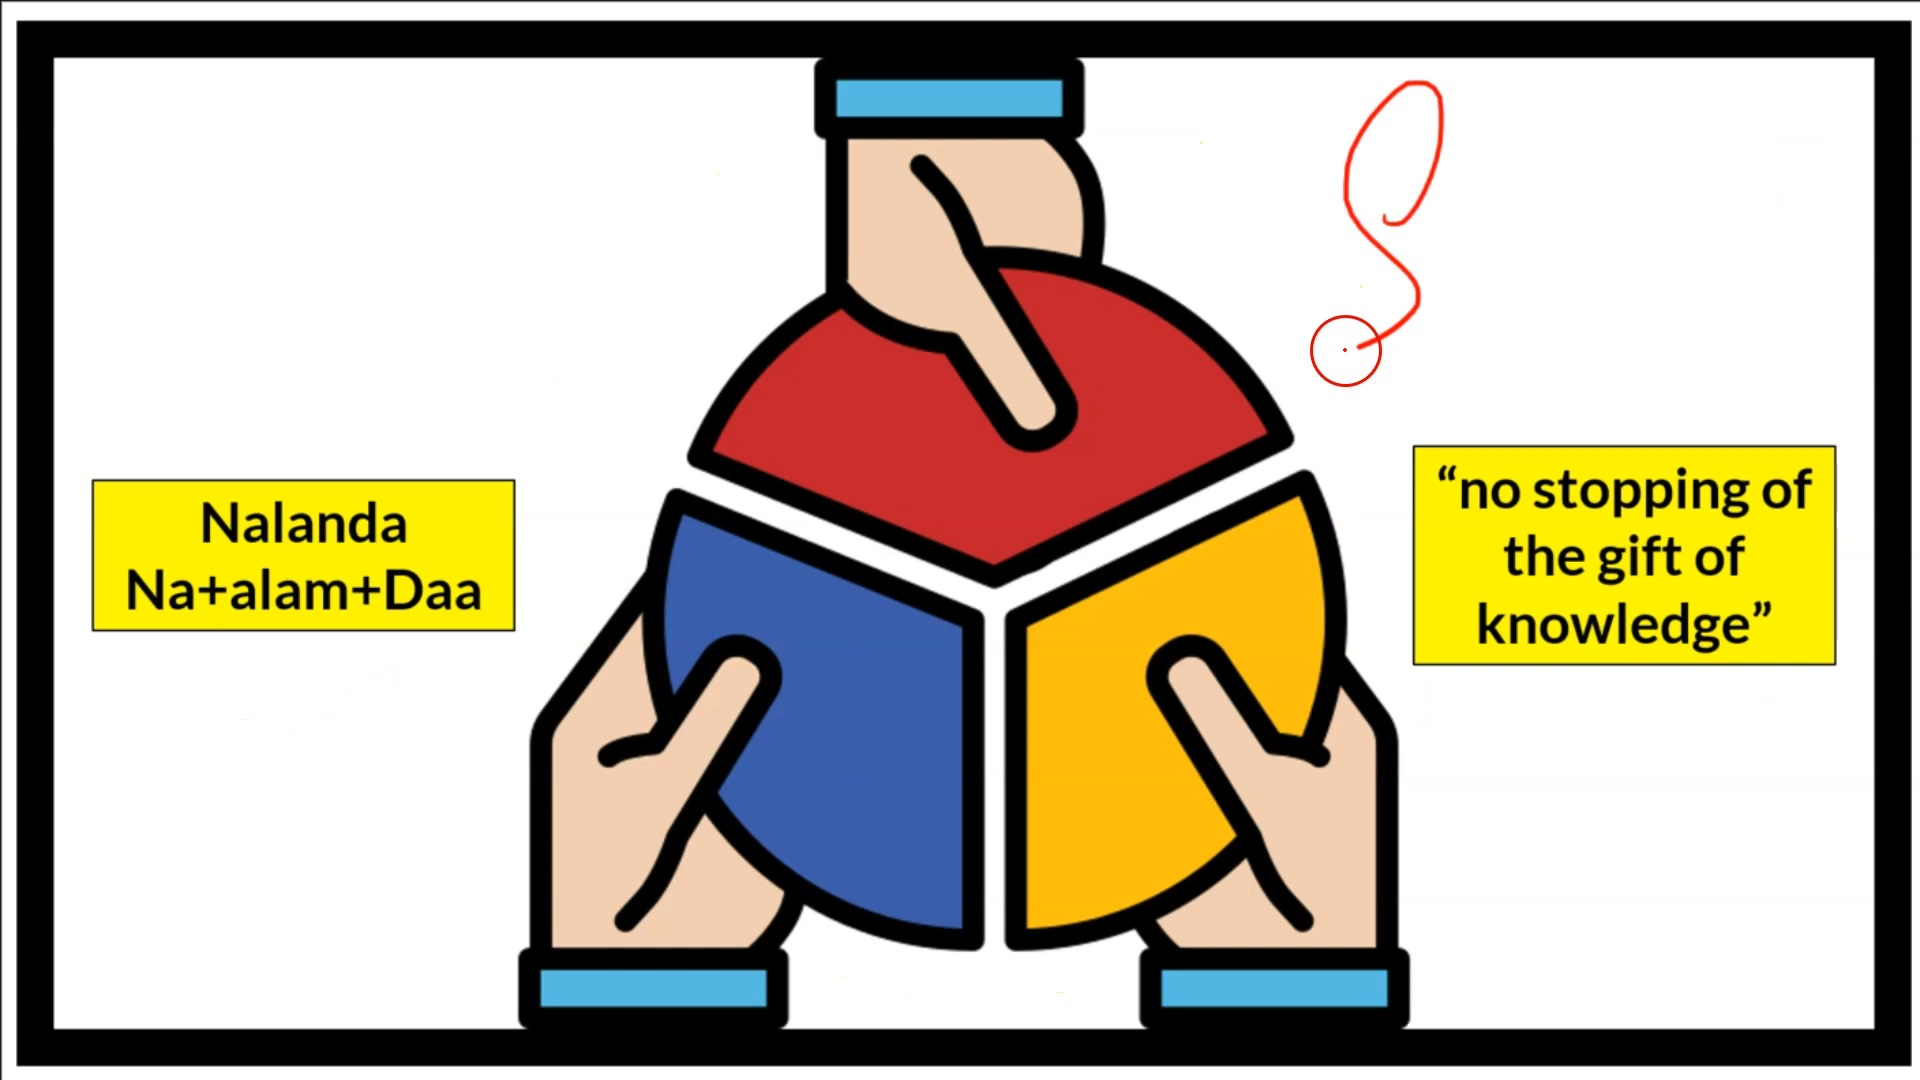 Nalanda
Na+alam+Daa
“no stopping of
the gift of
knowledge”